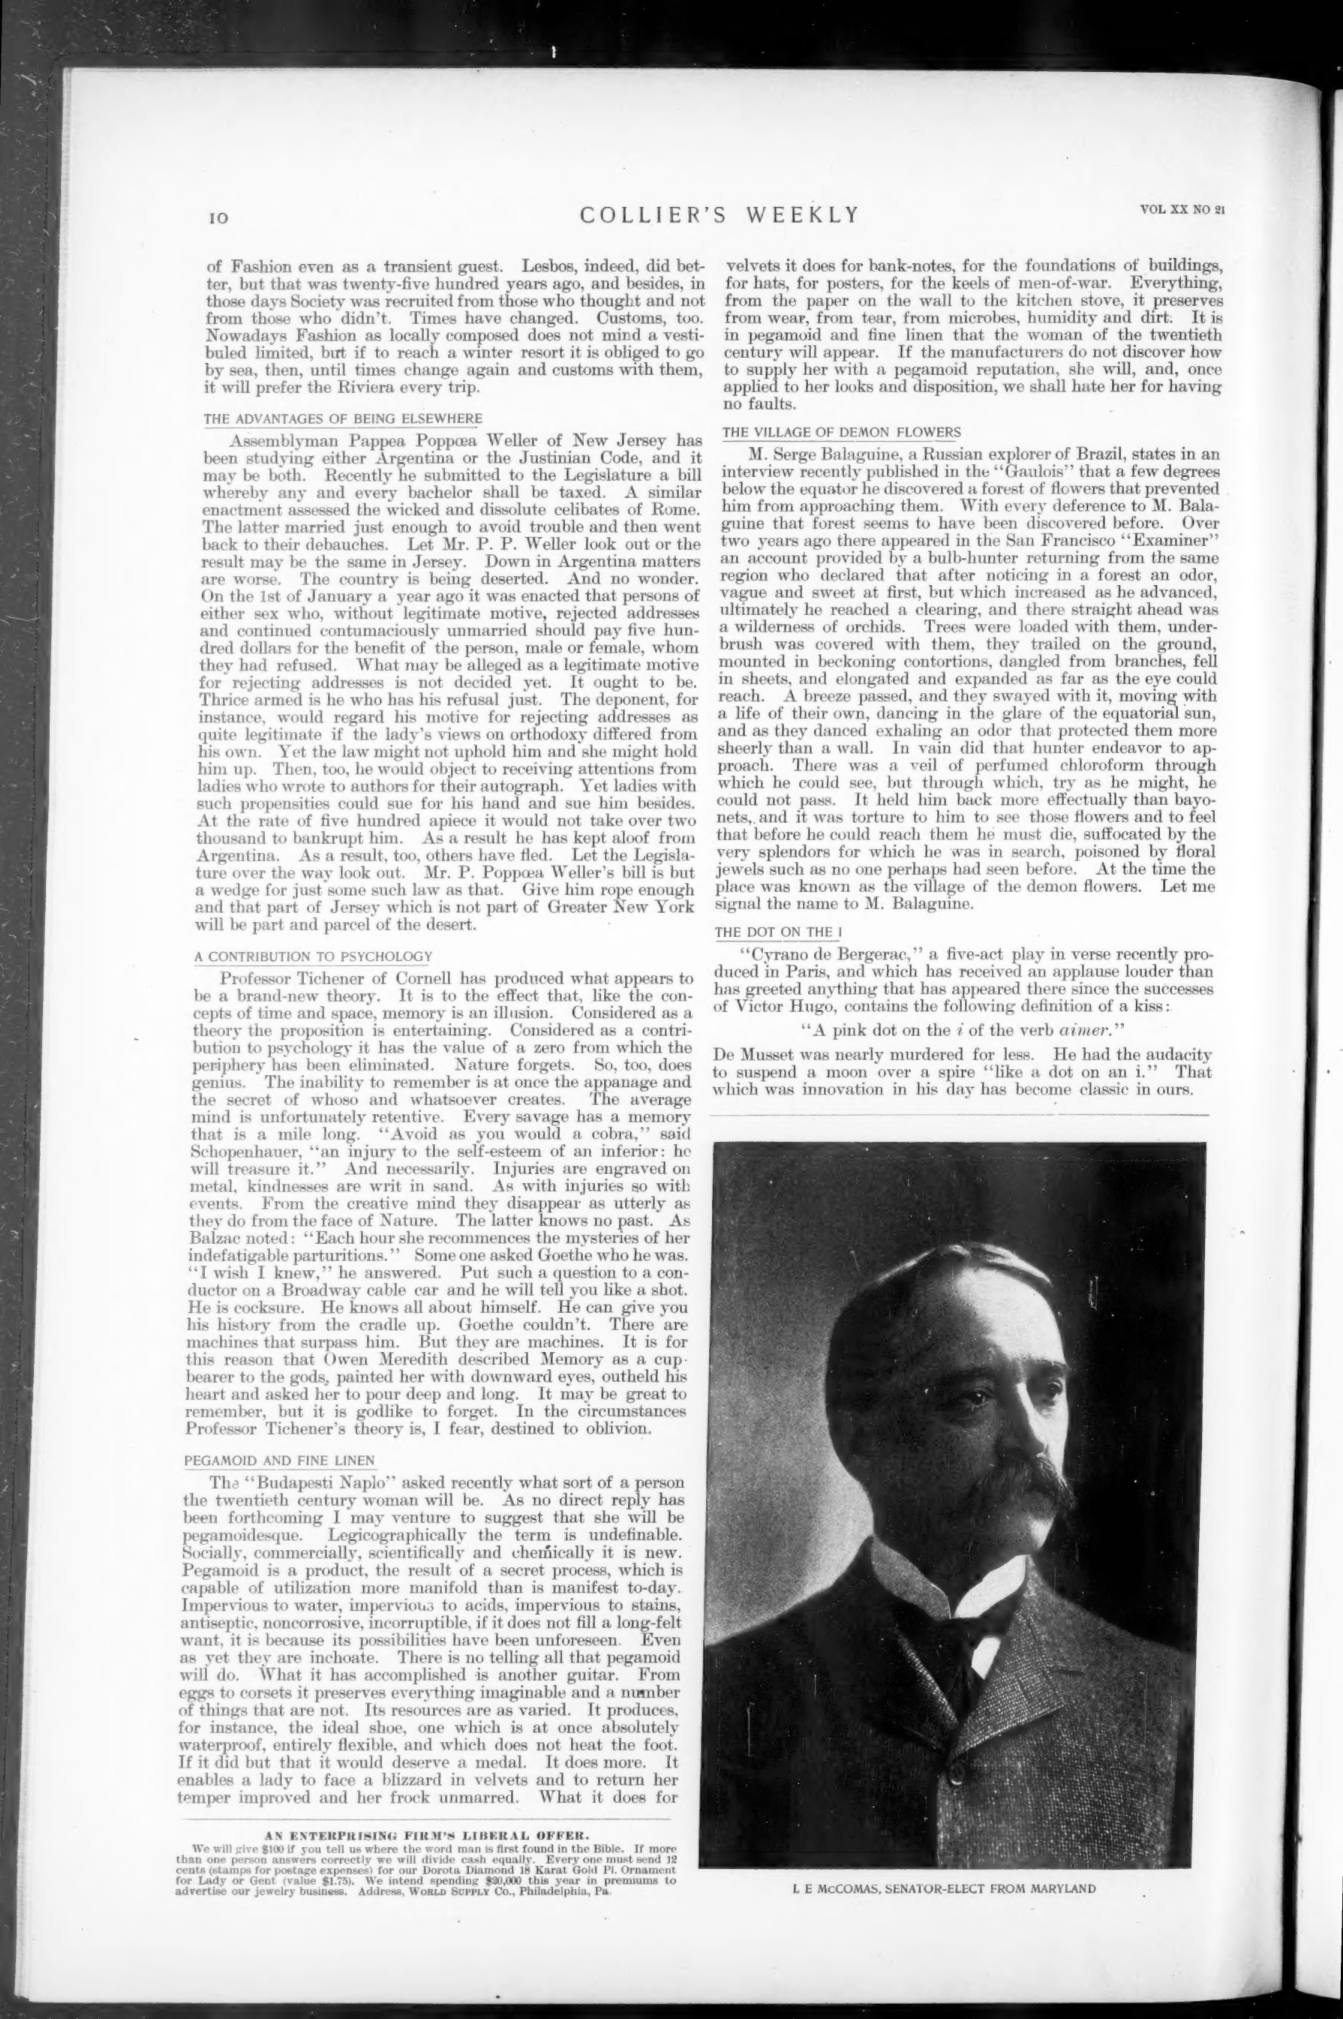 10
COLLIER'S WEEKLY
VOL XX NO 21
of Fashion even as a transient guest. Lesbos, indeed, did bet-
ter, but that was twenty-five hundred years ago, and besides, in
those days Society was recruited from those who thought and not
from those who didn't. Times have changed. Customs, too.
Nowadays Fashion as locally composed does not mind a vesti-
buled limited, but if to reach a winter resort it is obliged to go
by sea, then, until times change again and customs with them,
it will prefer the Riviera every trip.
THE ADVANTAGES OF BEING ELSEWHERE
Assemblyman Pappea Poppœa Weller of New Jersey has
been studying either Argentina or the Justinian Code, and it
may be both. Recently he submitted to the Legislature a bill
whereby any and every bachelor shall be taxed. A similar
enactment assessed the wicked and dissolute celibates of Rome.
The latter married just enough to avoid trouble and then went
back to their debauches. Let Mr. P. P. Weller look out or the
result may be the same in Jersey. Down in Argentina matters
are worse. The country is being deserted. And no wonder.
On the 1st of January a year ago it was enacted that persons of
either sex who, without legitimate motive, rejected addresses
and continued contumaciously unmarried should pay five hun-
dred dollars for the benefit of the person, male or female, whom
they had refused. What may be alleged as a legitimate motive
for rejecting addresses is not decided yet. It ought to be.
Thrice armed is he who has his refusal just. The deponent, for
instance, would regard his motive for rejecting addresses as
quite legitimate if the lady's views on orthodoxy differed from
his own. Yet the law might not uphold him and she might hold
him up. Then, too, he would object to receiving attentions from
ladies who wrote to authors for their autograph. Yet ladies with
such propensities could sue for his hand and sue him besides.
At the rate of five hundred apiece it would not take over two
thousand to bankrupt him. As a result he has kept aloof from
Argentina. As a result, too, others have fled. Let the Legisla-
ture over the way look out. Mr. P. Poppœa Weller's bill is but
a wedge for just some such law as that. Give him rope enough
and that part of Jersey which is not part of Greater New York
will be part and parcel of the desert.
A CONTRIBUTION TO PSYCHOLOGY
Professor Tichener of Cornell has produced what appears to
be a brand-new theory. It is to the effect that, like the con-
cepts of time and space, memory is an illusion. Considered as a
theory the proposition is entertaining. Considered as a contri-
bution to psychology it has the value of a zero from which the
periphery has been eliminated. Nature forgets. So, too, does
genius. The inability to remember is at once the appanage and
the secret of whoso and whatsoever creates. The average
mind is unfortunately retentive. Every savage has a memory
that is a mile long. "Avoid as you would a cobra," said
Schopenhauer, "an injury to the self-esteem of an inferior: he
will treasure it." And necessarily. Injuries are engraved on
metal, kindnesses are writ in sand. As with injuries so with
events. From the creative mind they disappear as utterly as
they do from the face of Nature. The latter knows no past. As
Balzac noted: "Each hour she recommences the mysteries of her
indefatigable parturitions." Some one asked Goethe who he was.
"I wish I knew," he answered. Put such a question to a con-
ductor on a Broadway cable car and he will tell you like a shot.
He is cocksure. He knows all about himself. He can give you
his history from the cradle up. Goethe couldn't. There are
machines that surpass him. But they are machines. It is for
this reason that Owen Meredith described Memory as a cup-
bearer to the gods, painted her with downward eyes, outheld his
heart and asked her to pour deep and long. It may be great to
remember, but it is godlike to forget. In the circumstances
Professor Tichener's theory is, I fear, destined to oblivion.
PEGAMOID AND FINE LINEN
The "Budapesti Naplo" asked recently what sort of a person
the twentieth century woman will be. As no direct reply has
been forthcoming I may venture to suggest that she will be
pegamoidesque. Legicographically the term is undefinable.
Socially, commercially, scientifically and chemically it is new.
Pegamoid is a product, the result of a secret process, which is
capable of utilization more manifold than is manifest to-day.
Impervious to water, impervious to acids, impervious to stains,
antiseptic, noncorrosive, incorruptible, if it does not fill a long-felt
want, it is because its possibilities have been unforeseen. Even
as yet they are inchoate. There is no telling all that pegamoid
will do. What it has accomplished is another guitar. From
eggs to corsets it preserves everything imaginable and a number
of things that are not. Its resources are as varied. It produces,
for instance, the ideal shoe, one which is at once absolutely
waterproof, entirely flexible, and which does not heat the foot.
If it did but that it would deserve a medal. It does more. It
enables a lady to face a blizzard in velvets and to return her
temper improved and her frock unmarred. What it does for
AN ENTERPRISING FIRM'S LIBERAL OFFER.
We will give $100 if you tell us where the word man is first found in the Bible. If more
than one person answers correctly we will divide cash equally. Every one must send 12
cents (stamps for postage expenses) for our Dorota Diamond 18 Karat Gold Pl. Ornament
for Lady or Gent (value $1.75). We intend spending $20,000 this year in premiums to
advertise our jewelry business. Address, WORLD SUPPLY Co., Philadelphia, Pa.
velvets it does for bank-notes, for the foundations of buildings,
for hats, for posters, for the keels of men-of-war. Everything,
from the paper on the wall to the kitchen stove, it preserves
from wear, from tear, from microbes, humidity and dirt. It is
in pegamoid and fine linen that the woman of the twentieth
century will appear. If the manufacturers do not discover how
to supply her with a pegamoid reputation, she will, and, once
applied to her looks and disposition, we shall hate her for having
no faults.
THE VILLAGE OF DEMON FLOWERS
M. Serge Balaguine, a Russian explorer of Brazil, states in an
interview recently published in the "Gaulois" that a few degrees
below the equator he discovered a forest of flowers that prevented
him from approaching them. With every deference to M. Bala-
guine that forest seems to have been discovered before. Over
two years ago there appeared in the San Francisco "Examiner"
an account provided by a bulb-hunter returning from the same
region who declared that after noticing in a forest an odor,
vague and sweet at first, but which increased as he advanced,
ultimately he reached a clearing, and there straight ahead was
a wilderness of orchids. Trees were loaded with them, under-
brush was covered with them, they trailed on the ground,
mounted in beckoning contortions, dangled from branches, fell
in sheets, and elongated and expanded as far as the eye could
reach. A breeze passed, and they swayed with it, moving with
a life of their own, dancing in the glare of the equatorial sun,
and as they danced exhaling an odor that protected them more
sheerly than a wall. In vain did that hunter endeavor to ap-
proach. There was a veil of perfumed chloroform through
which he could see, but through which, try as he might, he
could not pass. It held him back more effectually than bayo-
nets, and it was torture to him to see those flowers and to feel
that before he could reach them he must die, suffocated by the
very splendors for which he was in search, poisoned by floral
jewels such as no one perhaps had seen before. At the time the
place was known as the village of the demon flowers. Let me
signal the name to M. Balaguine.
THE DOT ON THE I
"Cyrano de Bergerac," a five-act play in verse recently pro-
duced in Paris, and which has received an applause louder than
has greeted anything that has appeared there since the successes
of Victor Hugo, contains the following definition of a kiss:
"A pink dot on the i of the verb aimer."
De Musset was nearly murdered for less. He had the audacity
to suspend a moon over a spire "like a dot on an i." That
which was innovation in his day has become classic in ours.
L E McCOMAS, SENATOR-ELECT FROM MARYLAND